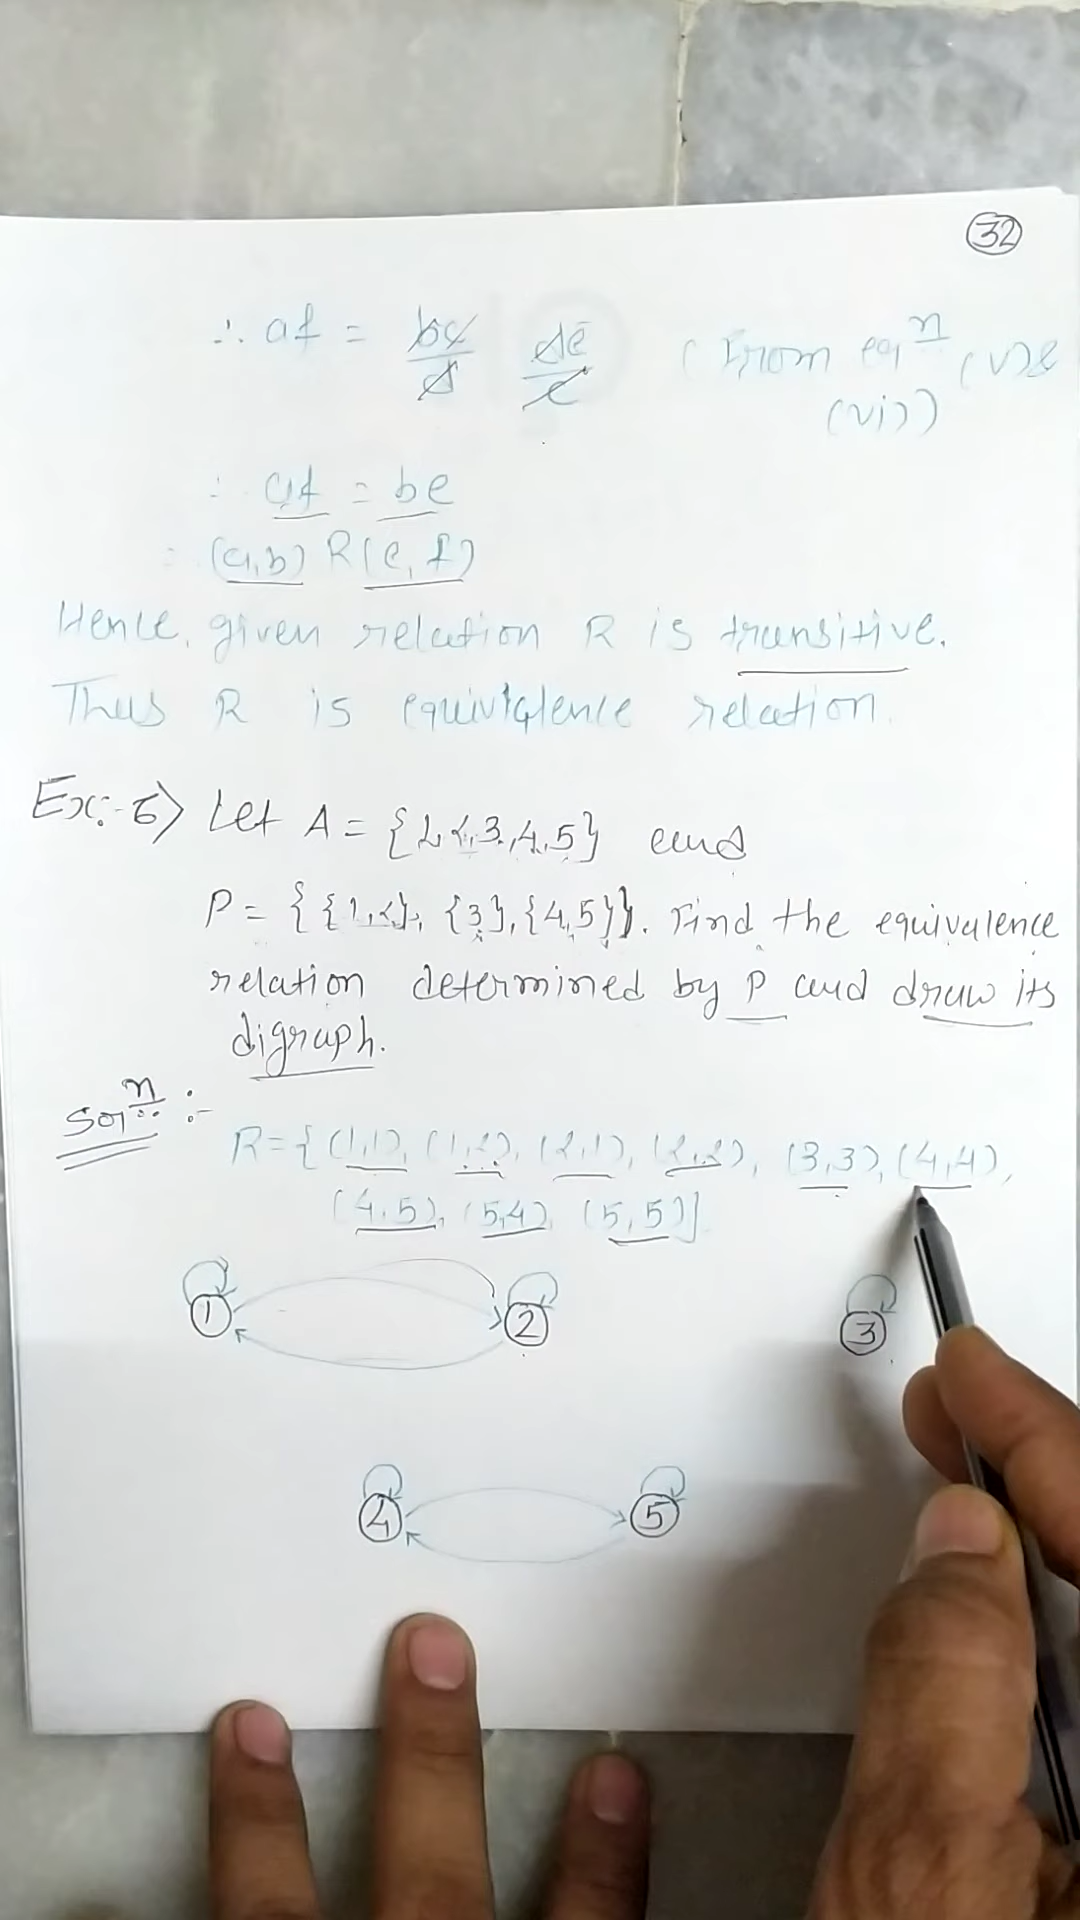 32
∴ af = bc/d de/c (From eqⁿ (v) &
(vi))
∴ af = be
= (a,b) R (e, f)
Hence, given relation R is transitive.
Thus R is equivalence relation.
Ex:-6> Let A = {1,2,3,4,5} and
P = {{1,2}, {3}, {4,5}}. Find the equivalence
relation determined by P and draw its
digraph.
Solⁿ :-
R={(1,1), (1,2), (2,1), (2,2), (3,3), (4,4),
(4,5), (5,4), (5,5)}
1 2 3
4 5